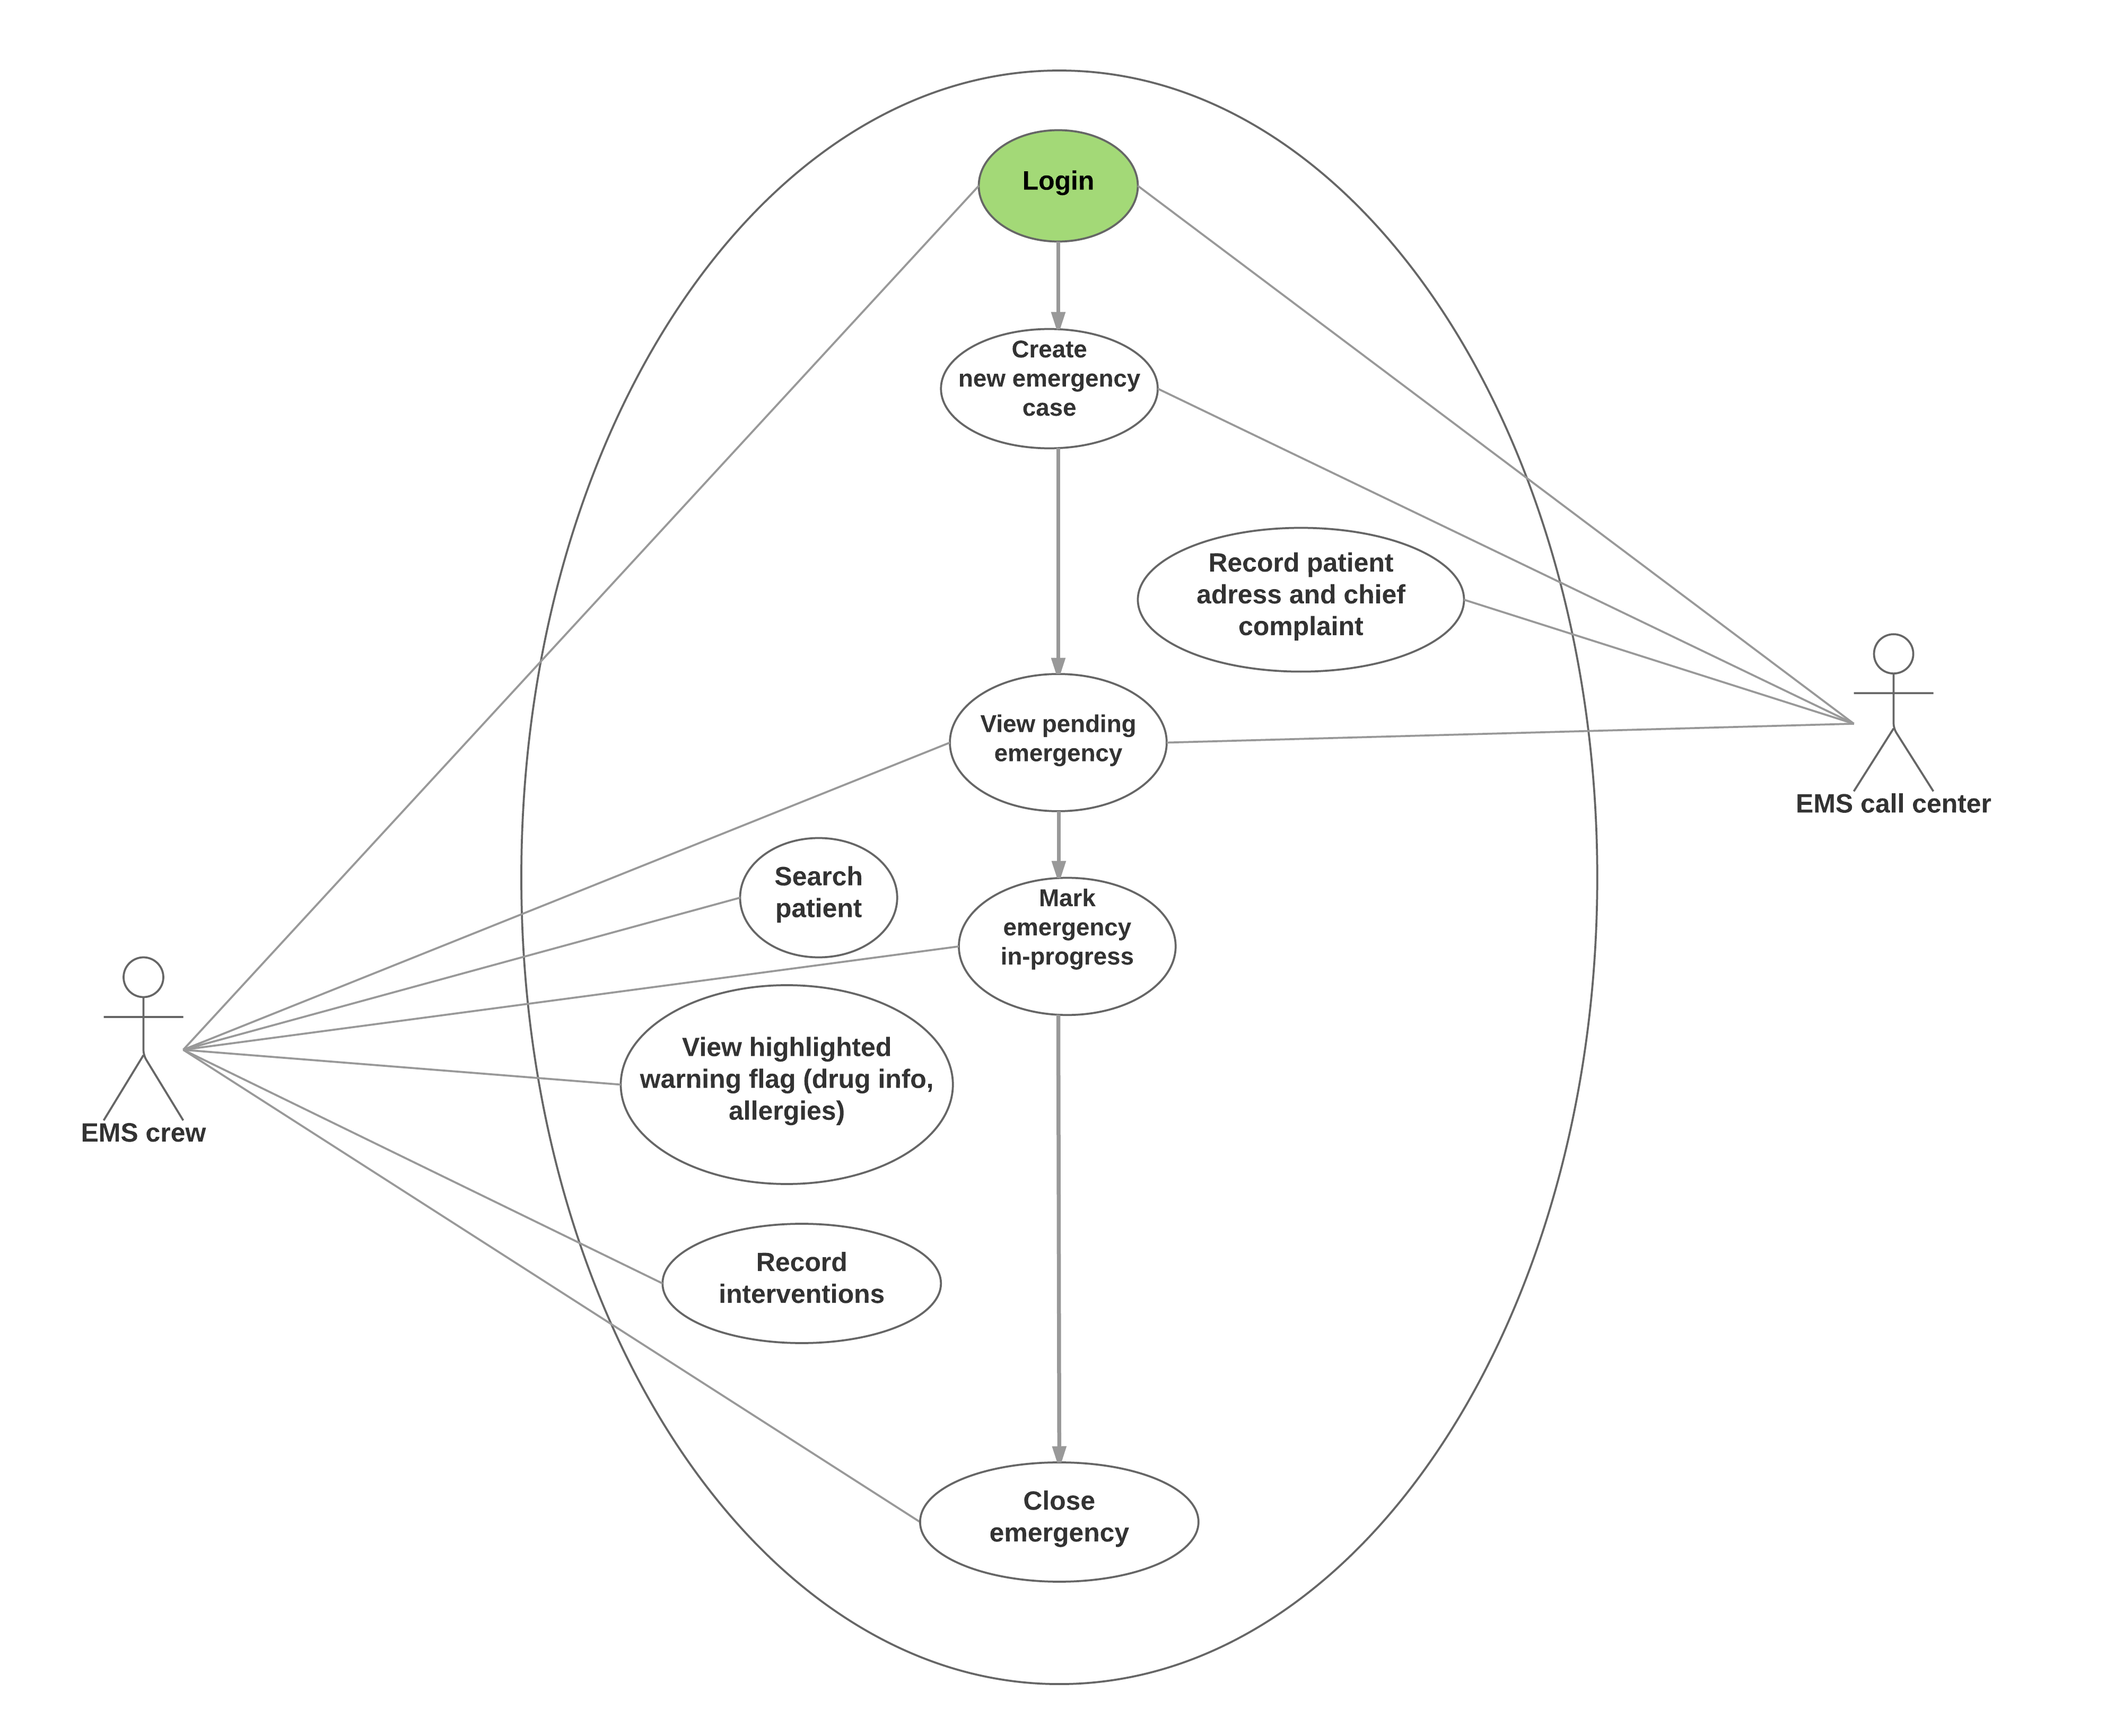 Login
Create
new emergency
case
Record patient
adress and chief
complaint
View pending
emergency
EMS call center
Search
patient
Mark
emergency
in-progress
View highlighted
warning flag (drug info,
allergies)
EMS crew
Record
interventions
Close
emergency